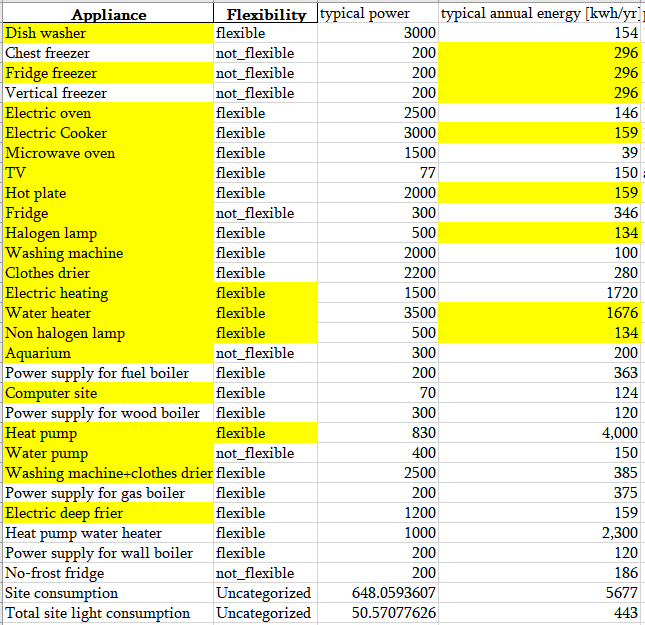 Appliance Flexibility typical power typical annual energy [kwh/yr]
Dish washer flexible 3000 154
Chest freezer not_flexible 200 296
Fridge freezer not_flexible 200 296
Vertical freezer not_flexible 200 296
Electric oven flexible 2500 146
Electric Cooker flexible 3000 159
Microwave oven flexible 1500 39
TV flexible 77 150
Hot plate flexible 2000 159
Fridge not_flexible 300 346
Halogen lamp flexible 500 134
Washing machine flexible 2000 100
Clothes drier flexible 2200 280
Electric heating flexible 1500 1720
Water heater flexible 3500 1676
Non halogen lamp flexible 500 134
Aquarium not_flexible 300 200
Power supply for fuel boiler flexible 200 363
Computer site flexible 70 124
Power supply for wood boiler flexible 300 120
Heat pump flexible 830 4,000
Water pump not_flexible 400 150
Washing machine+clothes drier flexible 2500 385
Power supply for gas boiler flexible 200 375
Electric deep frier flexible 1200 159
Heat pump water heater flexible 1000 2,300
Power supply for wall boiler flexible 200 120
No-frost fridge not_flexible 200 186
Site consumption Uncategorized 648.0593607 5677
Total site light consumption Uncategorized 50.57077626 443